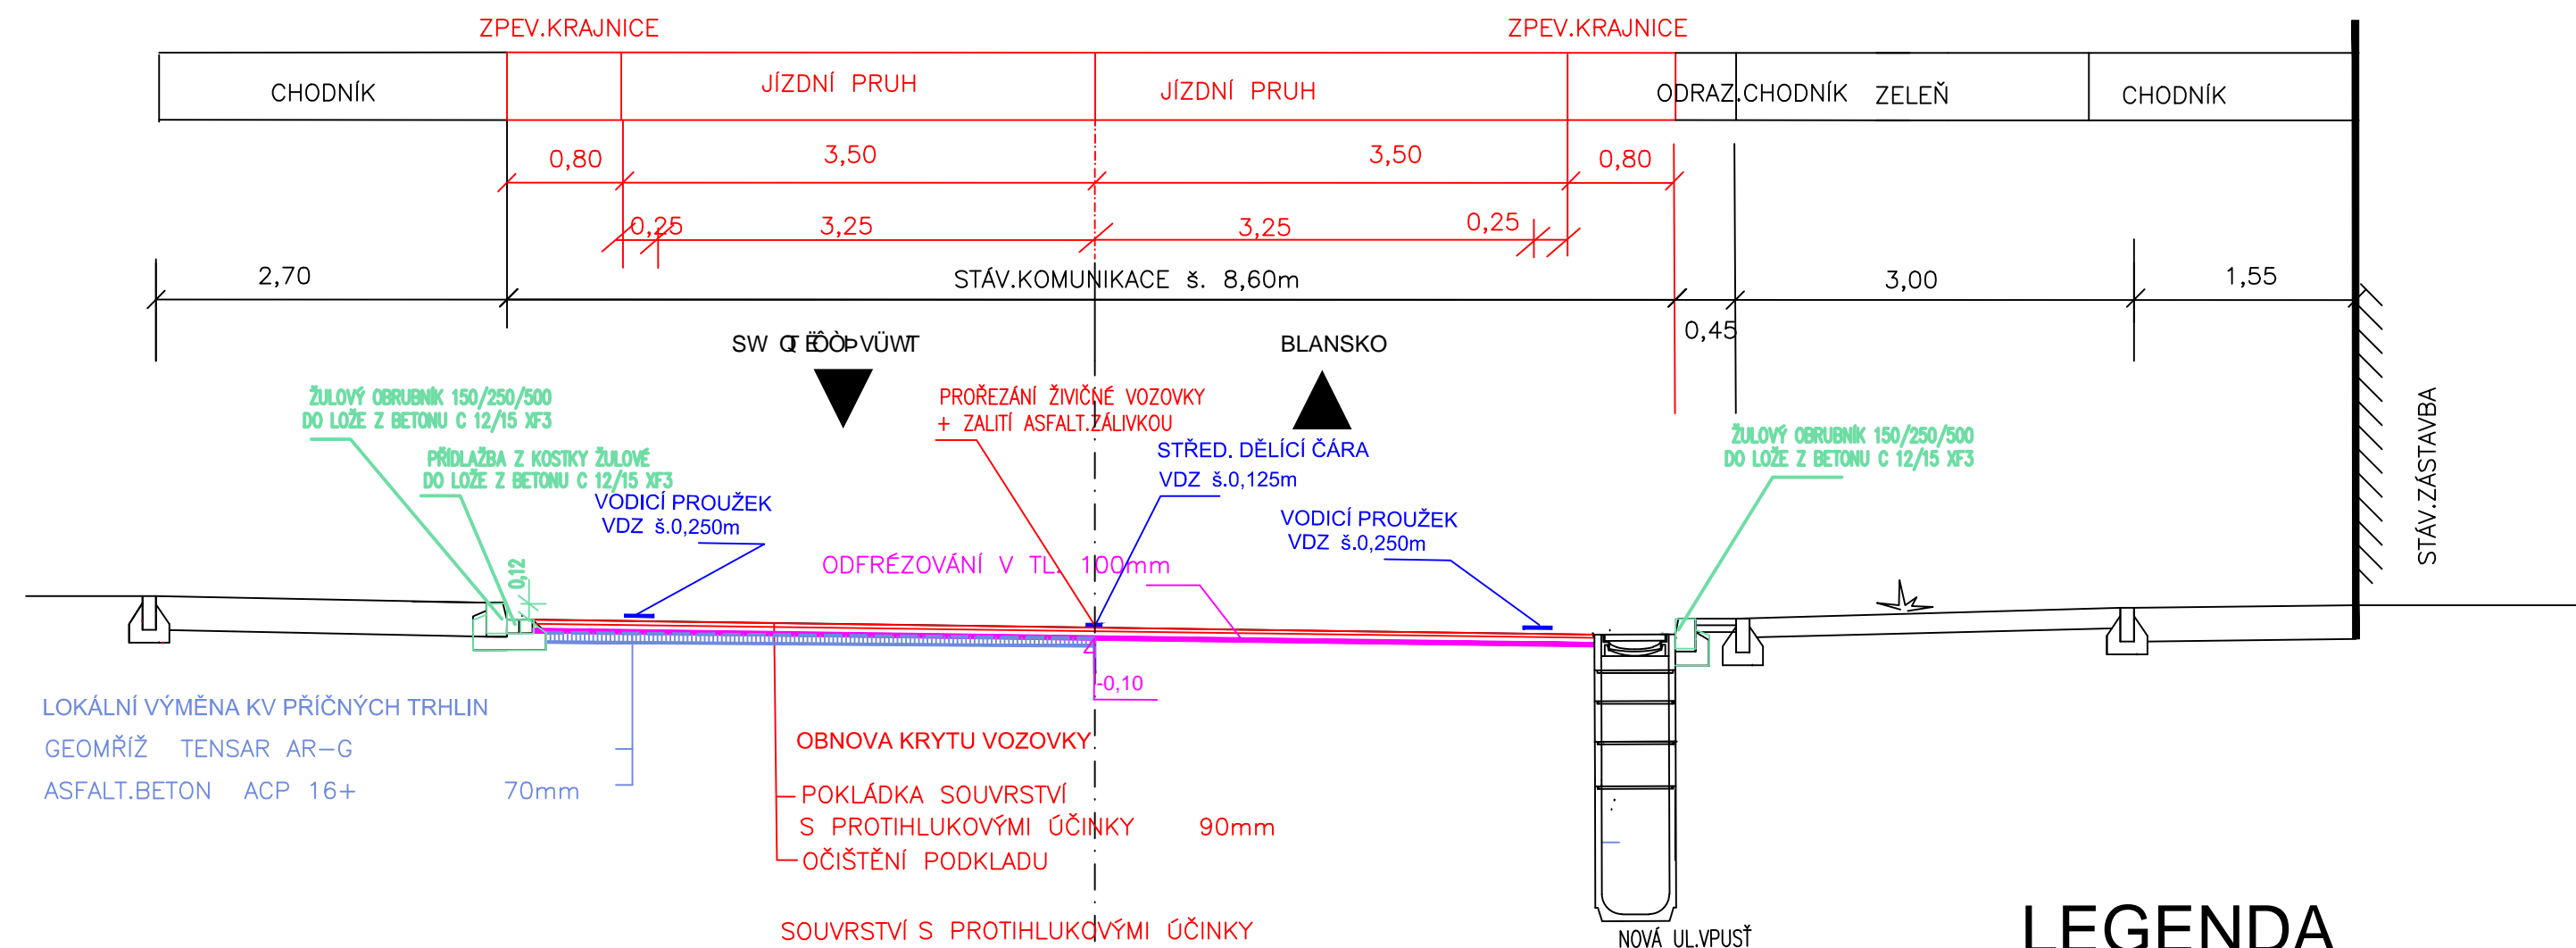 ZPEV.KRAJNICE
ZPEV.KRAJNICE
CHODNÍK
JÍZDNÍ PRUH
JÍZDNÍ PRUH
ODRAZ.CHODNÍK
ZELEŇ
CHODNÍK
0,80
3,50
3,50
0,80
0,25
3,25
3,25
0,25
2,70
STÁV.KOMUNIKACE š. 8,60m
0,45
3,00
1,55
BLANSKO
STÁV.ZÁSTAVBA
ŽULOVÝ OBRUBNÍK 150/250/500
DO LOŽE Z BETONU C 12/15 XF3
PŘÍDLAŽBA Z KOSTKY ŽULOVÉ
DO LOŽE Z BETONU C 12/15 XF3
VODICÍ PROUŽEK
VDZ š.0,250m
PROŘEZÁNÍ ŽIVIČNÉ VOZOVKY
+ ZALITÍ ASFALT.ZÁLIVKOU
STŘED. DĚLÍCÍ ČÁRA
VDZ š.0,125m
VODICÍ PROUŽEK
VDZ š.0,250m
ŽULOVÝ OBRUBNÍK 150/250/500
DO LOŽE Z BETONU C 12/15 XF3
0,12
ODFRÉZOVÁNÍ V TL. 100mm
-0,10
LOKÁLNÍ VÝMĚNA KV PŘÍČNÝCH TRHLIN
GEOMŘÍŽ TENSAR AR-G
ASFALT.BETON ACP 16+ 70mm
OBNOVA KRYTU VOZOVKY
POKLÁDKA SOUVRSTVÍ
S PROTIHLUKOVÝMI ÚČINKY 90mm
OČIŠTĚNÍ PODKLADU
SOUVRSTVÍ S PROTIHLUKOVÝMI ÚČINKY
NOVÁ UL.VPUSŤ
LEGENDA